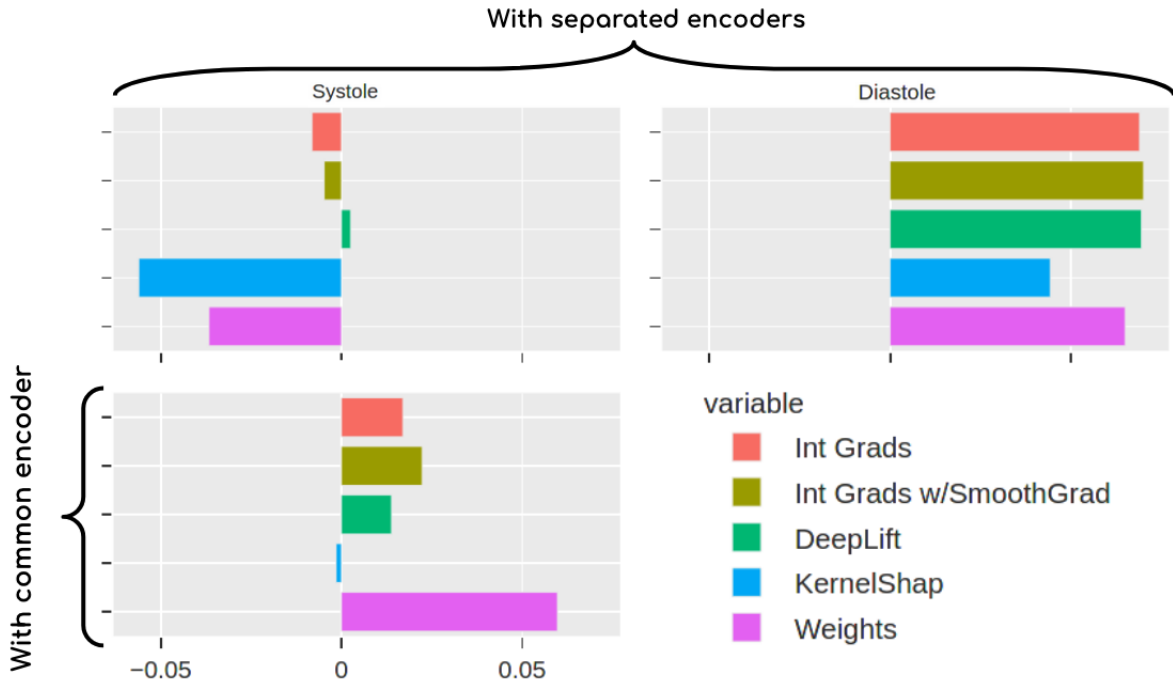 With separated encoders
Systole
Diastole
With common encoder
variable
Int Grads
Int Grads w/SmoothGrad
DeepLift
KernelShap
Weights
−0.05
0
0.05